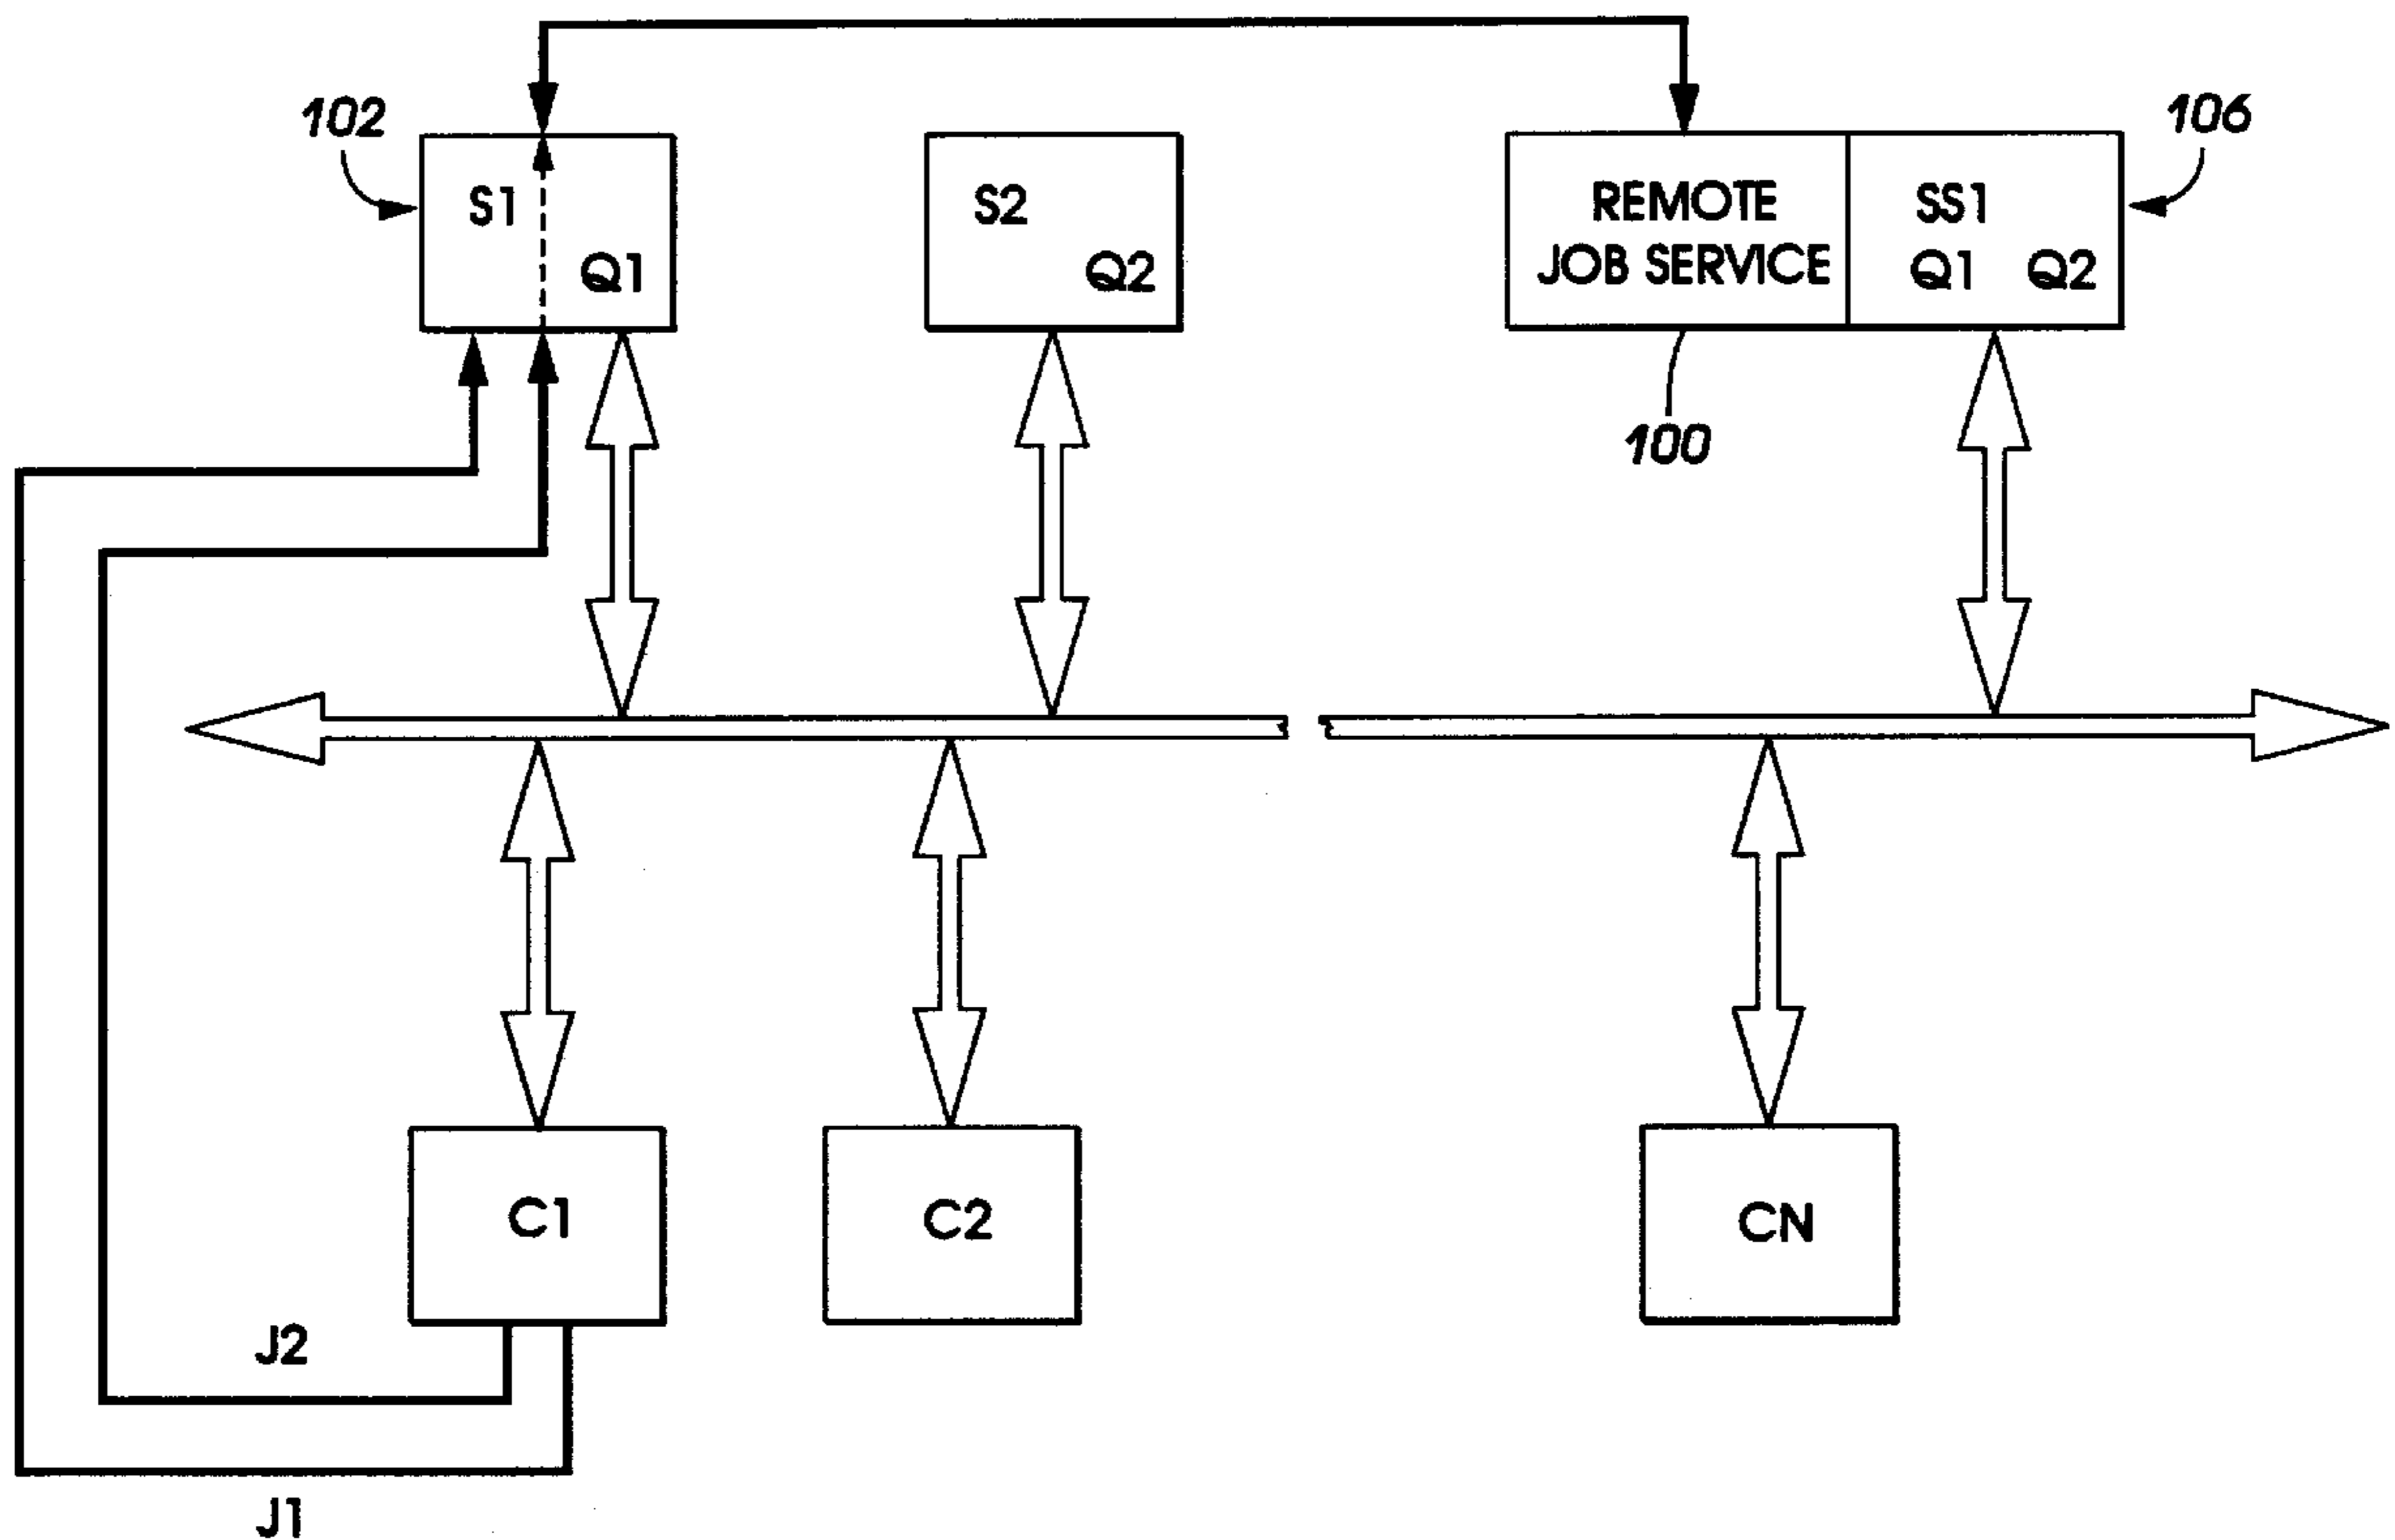 102
S1
Q1
S2
Q2
REMOTE
JOB SERVICE
SS1
Q1 Q2
106
100
C1
C2
CN
J2
J1